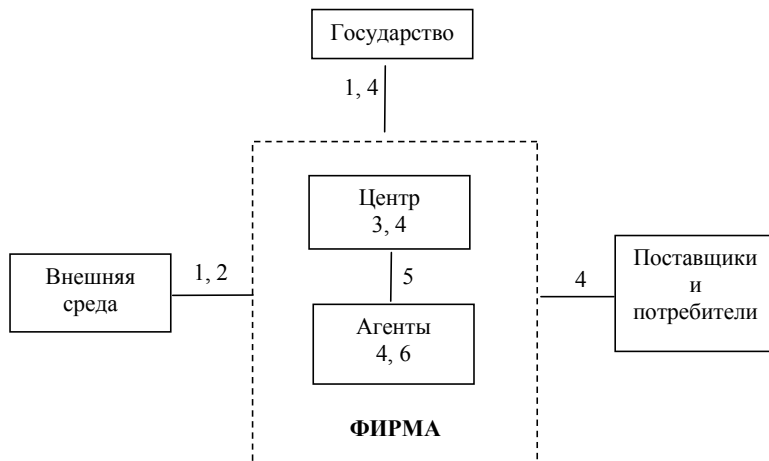 Государство
1, 4
Центр
3, 4
Внешняя
среда
1, 2
5
4
Поставщики
и
потребители
Агенты
4, 6
ФИРМА